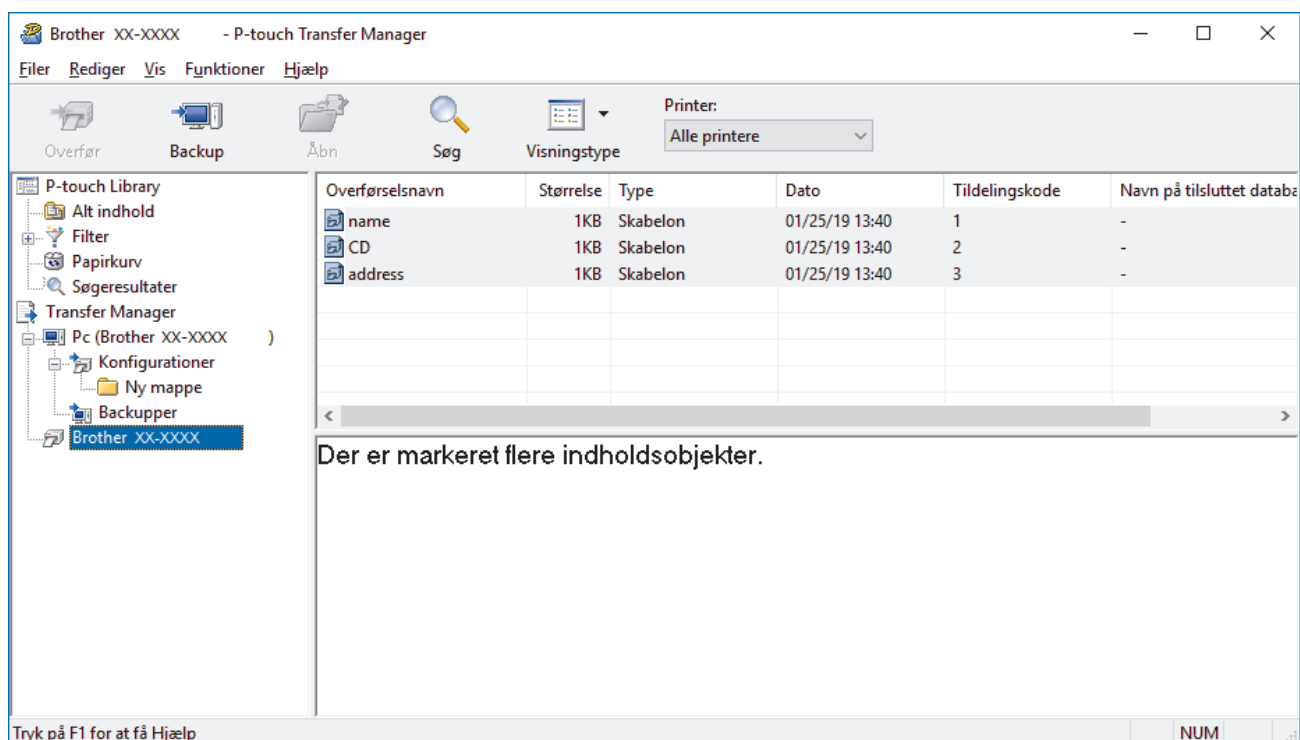 Brother XX-XXXX - P-touch Transfer Manager
Filer Rediger Vis Funktioner Hjælp
Overfør Backup Åbn Søg Visningstype Printer:
Alle printere
P-touch Library
Alt indhold
Filter
Papirkurv
Søgeresultater
Transfer Manager
Pc (Brother XX-XXXX )
Konfigurationer
Ny mappe
Backupper
Brother XX-XXXX
Overførselsnavn Størrelse Type Dato Tildelingskode Navn på tilsluttet databa
name 1KB Skabelon 01/25/19 13:40 1 -
CD 1KB Skabelon 01/25/19 13:40 2 -
address 1KB Skabelon 01/25/19 13:40 3 -
Der er markeret flere indholdsobjekter.
Tryk på F1 for at få Hjælp NUM